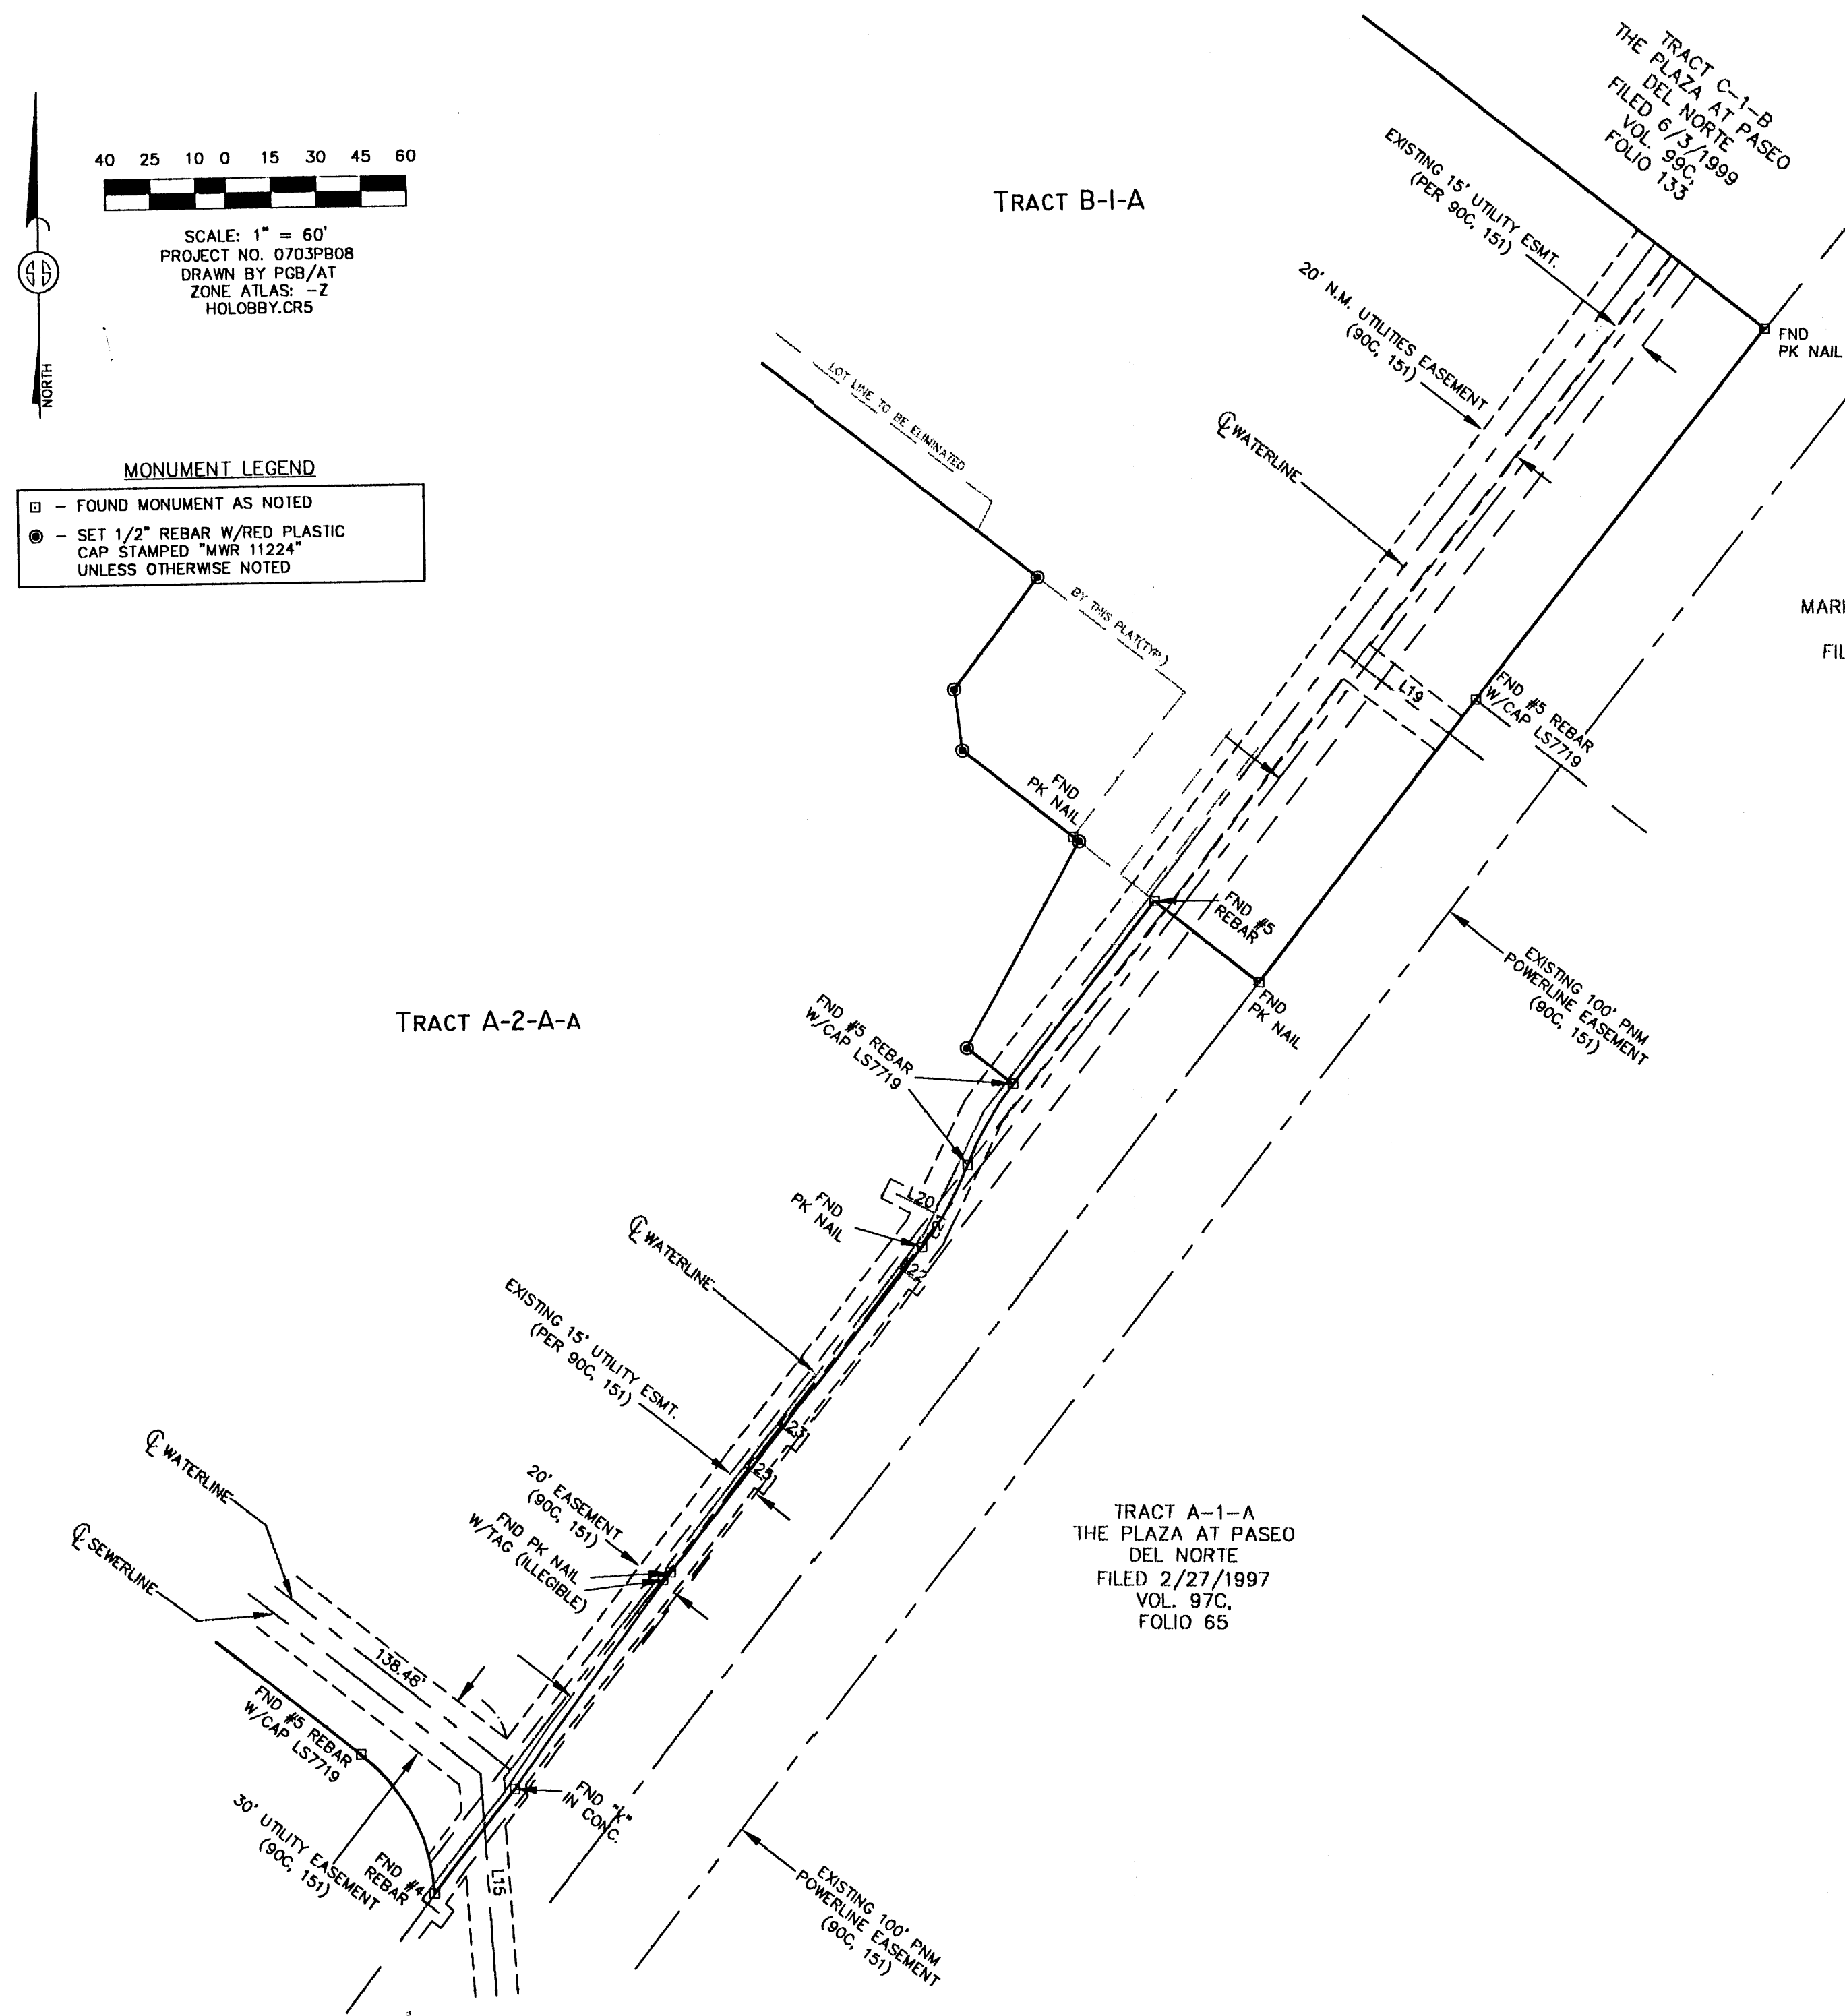 40 25 10 0 15 30 45 60
SCALE: 1" = 60'
PROJECT NO. 0703PB08
DRAWN BY PGB/AT
ZONE ATLAS: -Z
HOLOBBY.CR5
NORTH
MONUMENT LEGEND
- FOUND MONUMENT AS NOTED
- SET 1/2" REBAR W/RED PLASTIC
CAP STAMPED "MWR 11224"
UNLESS OTHERWISE NOTED
TRACT C-1-B
THE PLAZA AT PASEO
DEL NORTE
FILED 6/3/1999
VOL. 99C,
FOLIO 133
TRACT B-1-A
EXISTING 15' UTILITY ESMT.
(PER 90C, 151)
20' N.M. UTILITIES EASEMENT
(90C, 151)
FND
PK NAIL
℄ WATERLINE
LOT LINE TO BE ELIMINATED
BY THIS PLAT(TYP.)
MARI
FIL
L19
FND #5 REBAR
W/CAP LS7719
FND
PK NAIL
FND #5
REBAR
FND
PK NAIL
EXISTING 100' PNM
POWERLINE EASEMENT
(90C, 151)
TRACT A-2-A-A
FND #5 REBAR
W/CAP LS7719
L20
L21
FND
PK NAIL
22
℄ WATERLINE
EXISTING 15' UTILITY ESMT.
(PER 90C, 151)
23
25
20' EASEMENT
(90C, 151)
FND PK NAIL
W/TAG (ILLEGIBLE)
℄ WATERLINE
℄ SEWERLINE
138.48'
FND #5 REBAR
W/CAP LS7719
30' UTILITY EASEMENT
(90C, 151)
FND #4
REBAR
L15
FND "X"
IN CONC.
TRACT A-1-A
THE PLAZA AT PASEO
DEL NORTE
FILED 2/27/1997
VOL. 97C,
FOLIO 65
EXISTING 100' PNM
POWERLINE EASEMENT
(90C, 151)